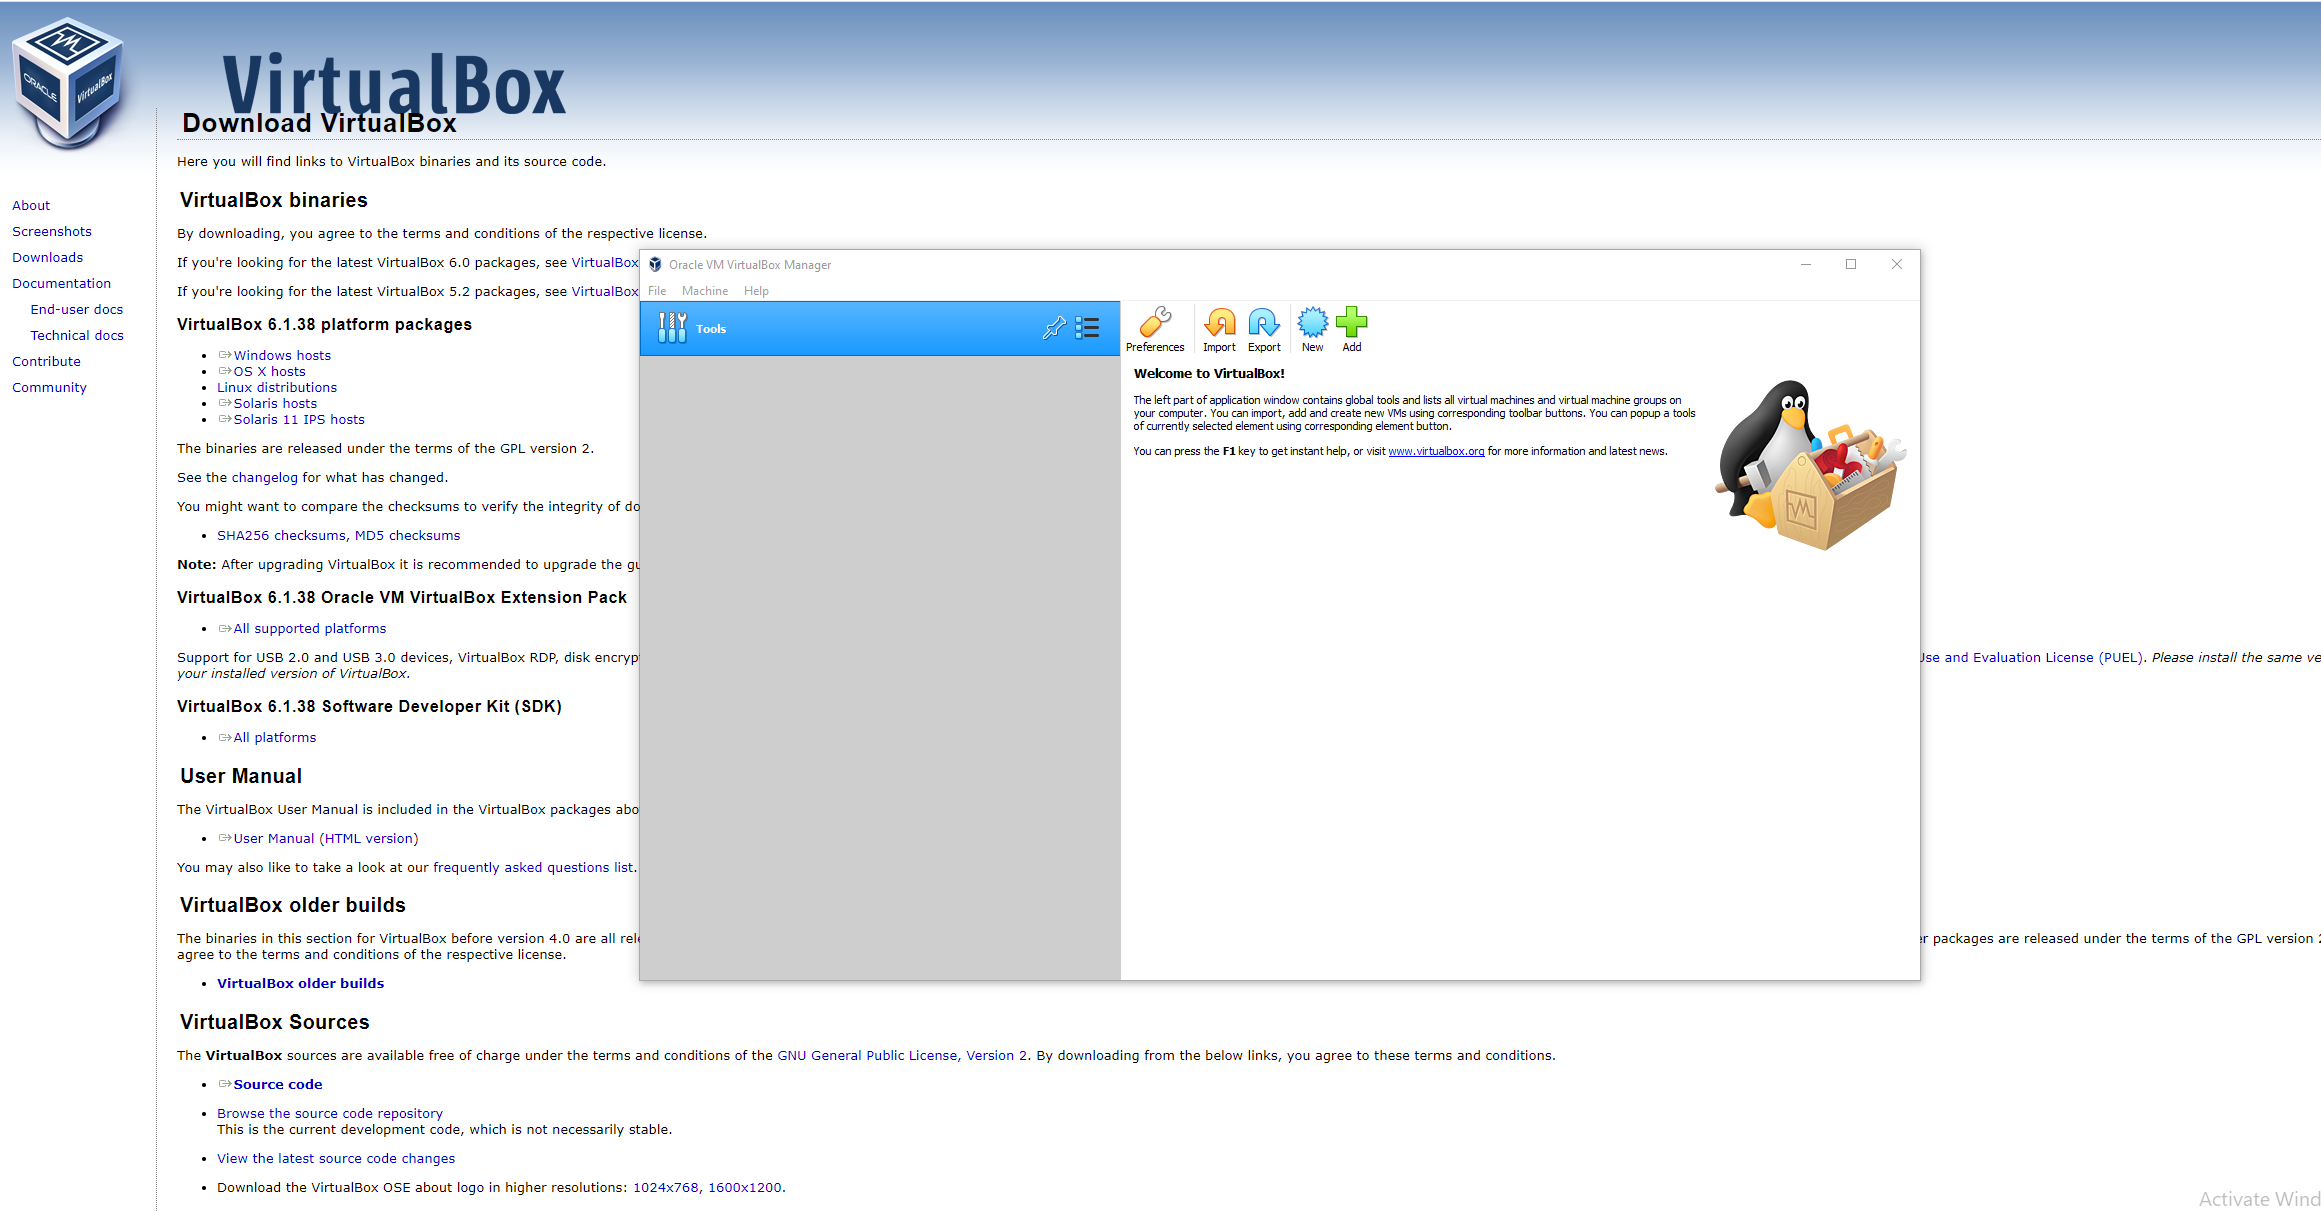 VirtualBox
ORACLE
VirtualBox
Download VirtualBox
Here you will find links to VirtualBox binaries and its source code.
About
Screenshots
Downloads
Documentation
End-user docs
Technical docs
Contribute
Community
VirtualBox binaries
By downloading, you agree to the terms and conditions of the respective license.
If you're looking for the latest VirtualBox 6.0 packages, see VirtualBox
If you're looking for the latest VirtualBox 5.2 packages, see VirtualBox
VirtualBox 6.1.38 platform packages
Windows hosts
OS X hosts
Linux distributions
Solaris hosts
Solaris 11 IPS hosts
The binaries are released under the terms of the GPL version 2.
See the changelog for what has changed.
You might want to compare the checksums to verify the integrity of do
SHA256 checksums, MD5 checksums
Note: After upgrading VirtualBox it is recommended to upgrade the gu
VirtualBox 6.1.38 Oracle VM VirtualBox Extension Pack
All supported platforms
Support for USB 2.0 and USB 3.0 devices, VirtualBox RDP, disk encryp
Use and Evaluation License (PUEL). Please install the same ve
your installed version of VirtualBox.
VirtualBox 6.1.38 Software Developer Kit (SDK)
All platforms
User Manual
The VirtualBox User Manual is included in the VirtualBox packages abo
User Manual (HTML version)
You may also like to take a look at our frequently asked questions list.
VirtualBox older builds
The binaries in this section for VirtualBox before version 4.0 are all rele
er packages are released under the terms of the GPL version 2
agree to the terms and conditions of the respective license.
VirtualBox older builds
VirtualBox Sources
The VirtualBox sources are available free of charge under the terms and conditions of the GNU General Public License, Version 2. By downloading from the below links, you agree to these terms and conditions.
Source code
Browse the source code repository
This is the current development code, which is not necessarily stable.
View the latest source code changes
Download the VirtualBox OSE about logo in higher resolutions: 1024x768, 1600x1200.
Oracle VM VirtualBox Manager
File Machine Help
Tools
Preferences Import Export New Add
Welcome to VirtualBox!
The left part of application window contains global tools and lists all virtual machines and virtual machine groups on
your computer. You can import, add and create new VMs using corresponding toolbar buttons. You can popup a tools
of currently selected element using corresponding element button.
You can press the F1 key to get instant help, or visit www.virtualbox.org for more information and latest news.
Activate Wind